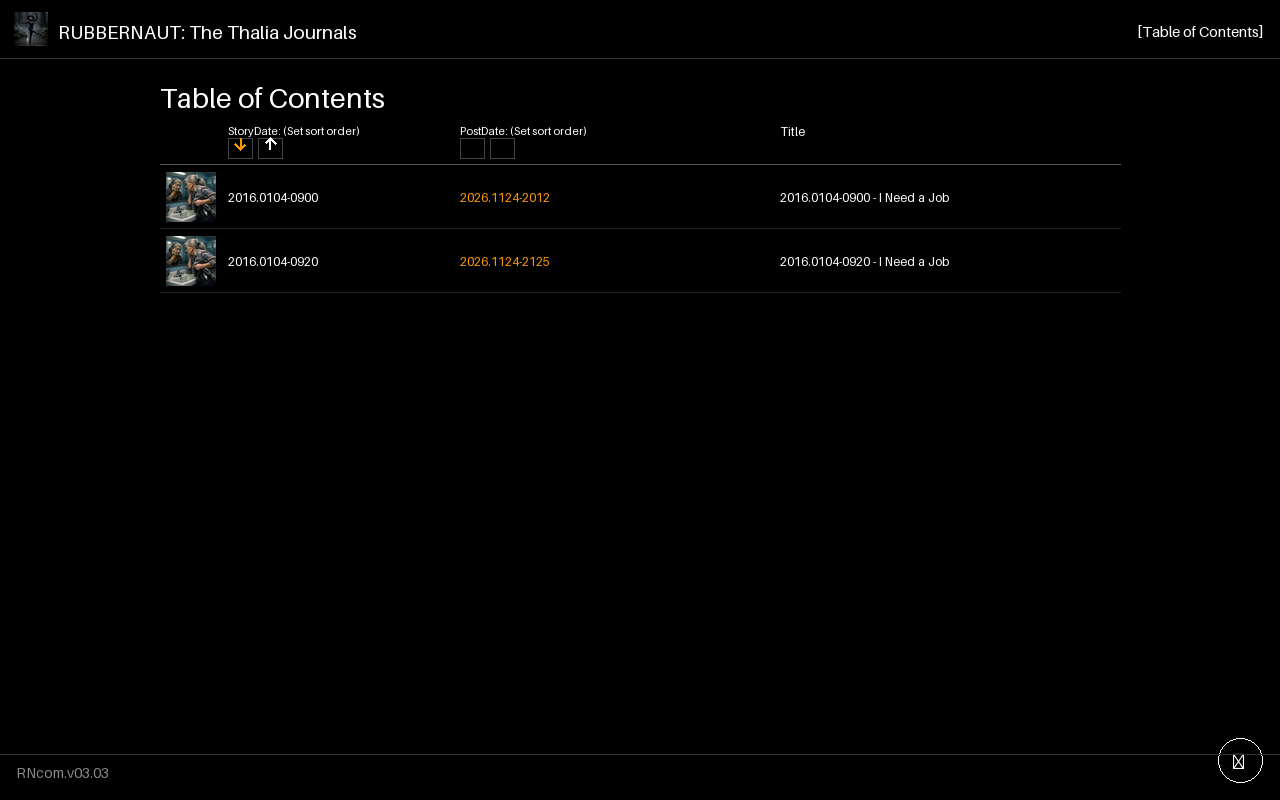 RUBBERNAUT: The Thalia Journals
[Table of Contents]
Table of Contents
StoryDate: (Set sort order) PostDate: (Set sort order) Title
2016.0104-0900 2026.1124-2012 2016.0104-0900 - I Need a Job
2016.0104-0920 2026.1124-2125 2016.0104-0920 - I Need a Job
RNcom.v03.03